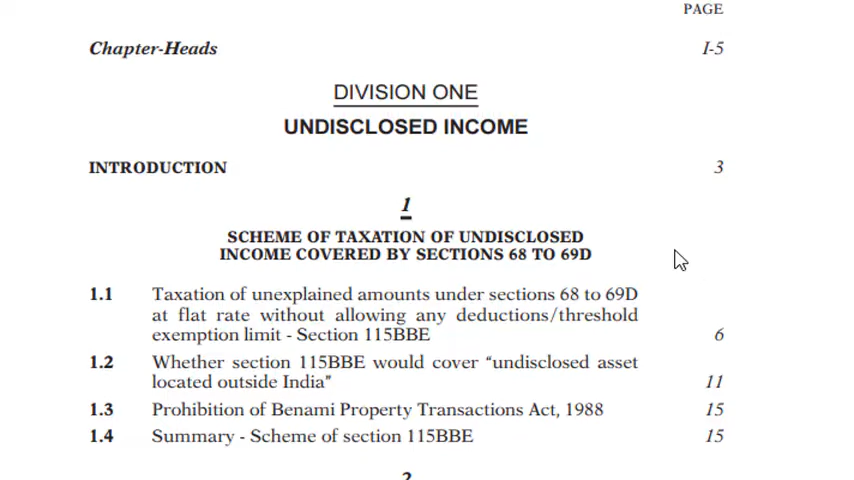 PAGE
Chapter-Heads I-5
DIVISION ONE
UNDISCLOSED INCOME
INTRODUCTION 3
1
SCHEME OF TAXATION OF UNDISCLOSED
INCOME COVERED BY SECTIONS 68 TO 69D
1.1 Taxation of unexplained amounts under sections 68 to 69D
at flat rate without allowing any deductions/threshold
exemption limit - Section 115BBE 6
1.2 Whether section 115BBE would cover “undisclosed asset
located outside India” 11
1.3 Prohibition of Benami Property Transactions Act, 1988 15
1.4 Summary - Scheme of section 115BBE 15
2